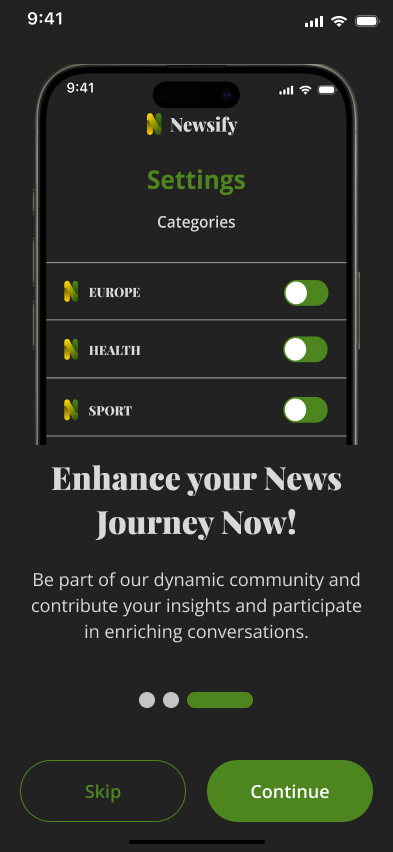 9:41
9:41
Newsify
Settings
Categories
EUROPE
HEALTH
SPORT
Enhance your News
Journey Now!
Be part of our dynamic community and
contribute your insights and participate
in enriching conversations.
Skip
Continue